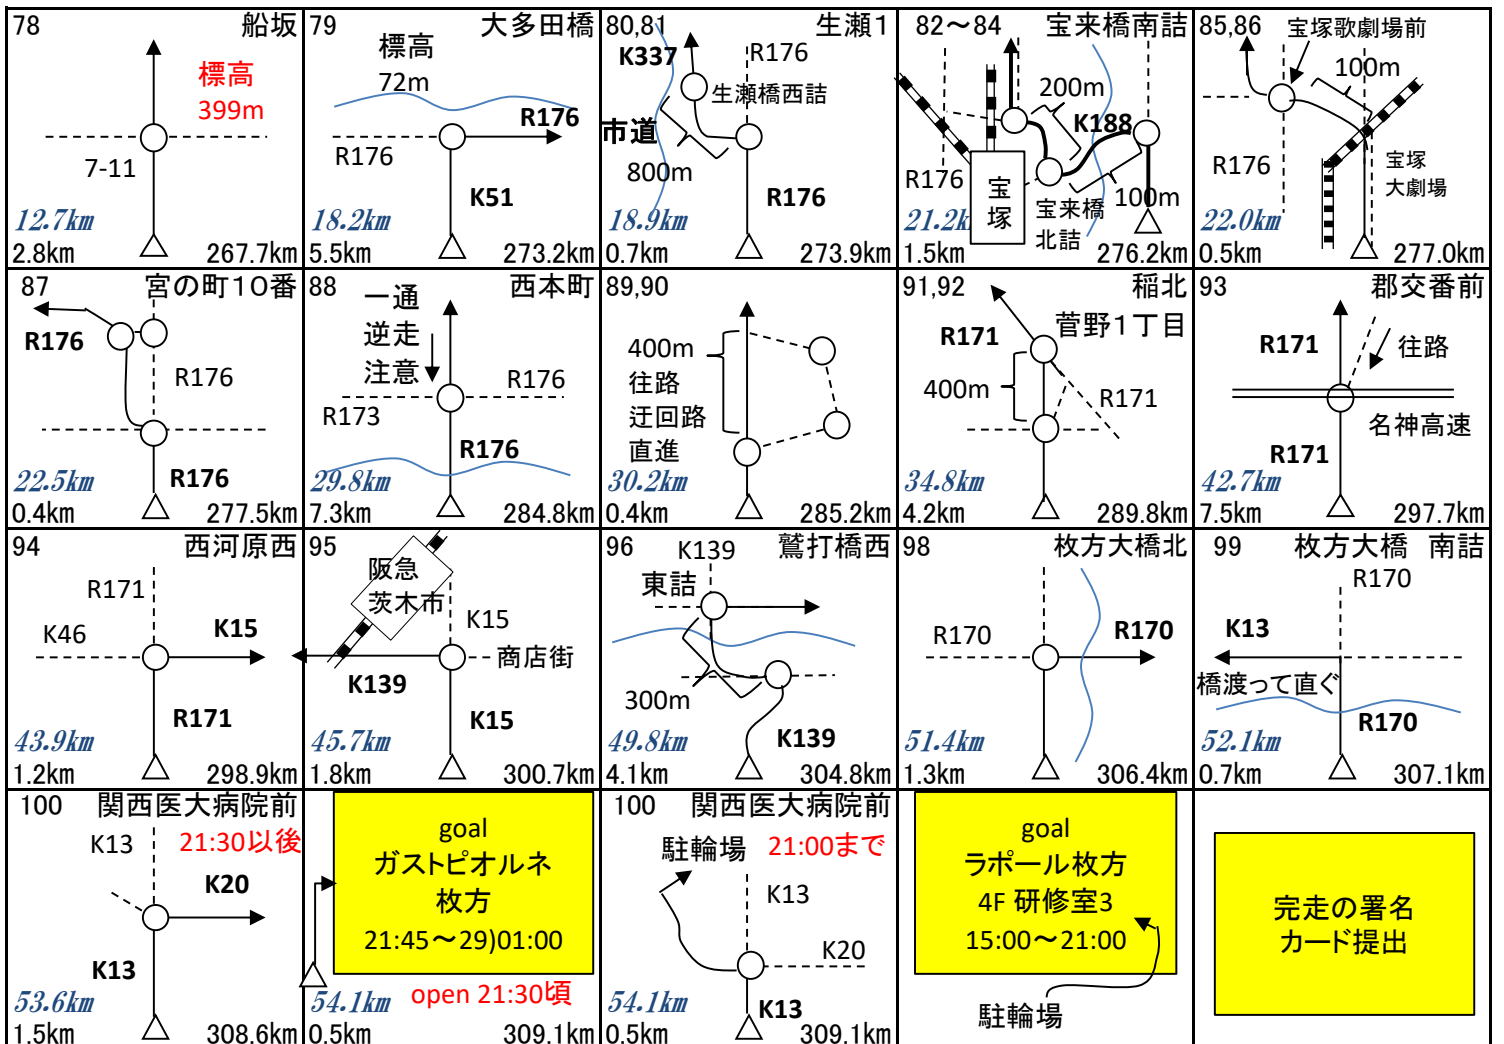 78 船坂
標高
399m
7-11
12.7km
2.8km 267.7km
79 大多田橋
標高
72m
R176
R176
K51
18.2km
5.5km 273.2km
80,81 生瀬1
K337 R176
生瀬橋西詰
市道
800m
R176
18.9km
0.7km 273.9km
82～84 宝来橋南詰
200m
K188
R176
宝塚
100m
宝来橋
北詰
21.2k
1.5km 276.2km
85,86 宝塚歌劇場前
100m
R176
宝塚
大劇場
22.0km
0.5km 277.0km
87 宮の町10番
R176
R176
R176
22.5km
0.4km 277.5km
88 西本町
一通
逆走
注意
R176
R173
R176
29.8km
7.3km 284.8km
89,90
400m
往路
迂回路
直進
30.2km
0.4km 285.2km
91,92 稲北
菅野1丁目
R171
400m
R171
34.8km
4.2km 289.8km
93 郡交番前
R171 往路
名神高速
R171
42.7km
7.5km 297.7km
94 西河原西
R171
K46 K15
R171
43.9km
1.2km 298.9km
95
阪急
茨木市
K15
商店街
K139
K15
45.7km
1.8km 300.7km
96 鷲打橋西
K139
東詰
300m
K139
49.8km
4.1km 304.8km
98 枚方大橋北
R170 R170
51.4km
1.3km 306.4km
99 枚方大橋 南詰
R170
K13
橋渡って直ぐ
R170
52.1km
0.7km 307.1km
100 関西医大病院前
K13 21:30以後
K20
K13
53.6km
1.5km 308.6km
goal
ガストピオルネ
枚方
21:45～29)01:00
54.1km open 21:30頃
0.5km 309.1km
100 関西医大病院前
駐輪場 21:00まで
K13
K20
K13
54.1km
0.5km 309.1km
goal
ラポール枚方
4F 研修室3
15:00～21:00
駐輪場
完走の署名
カード提出